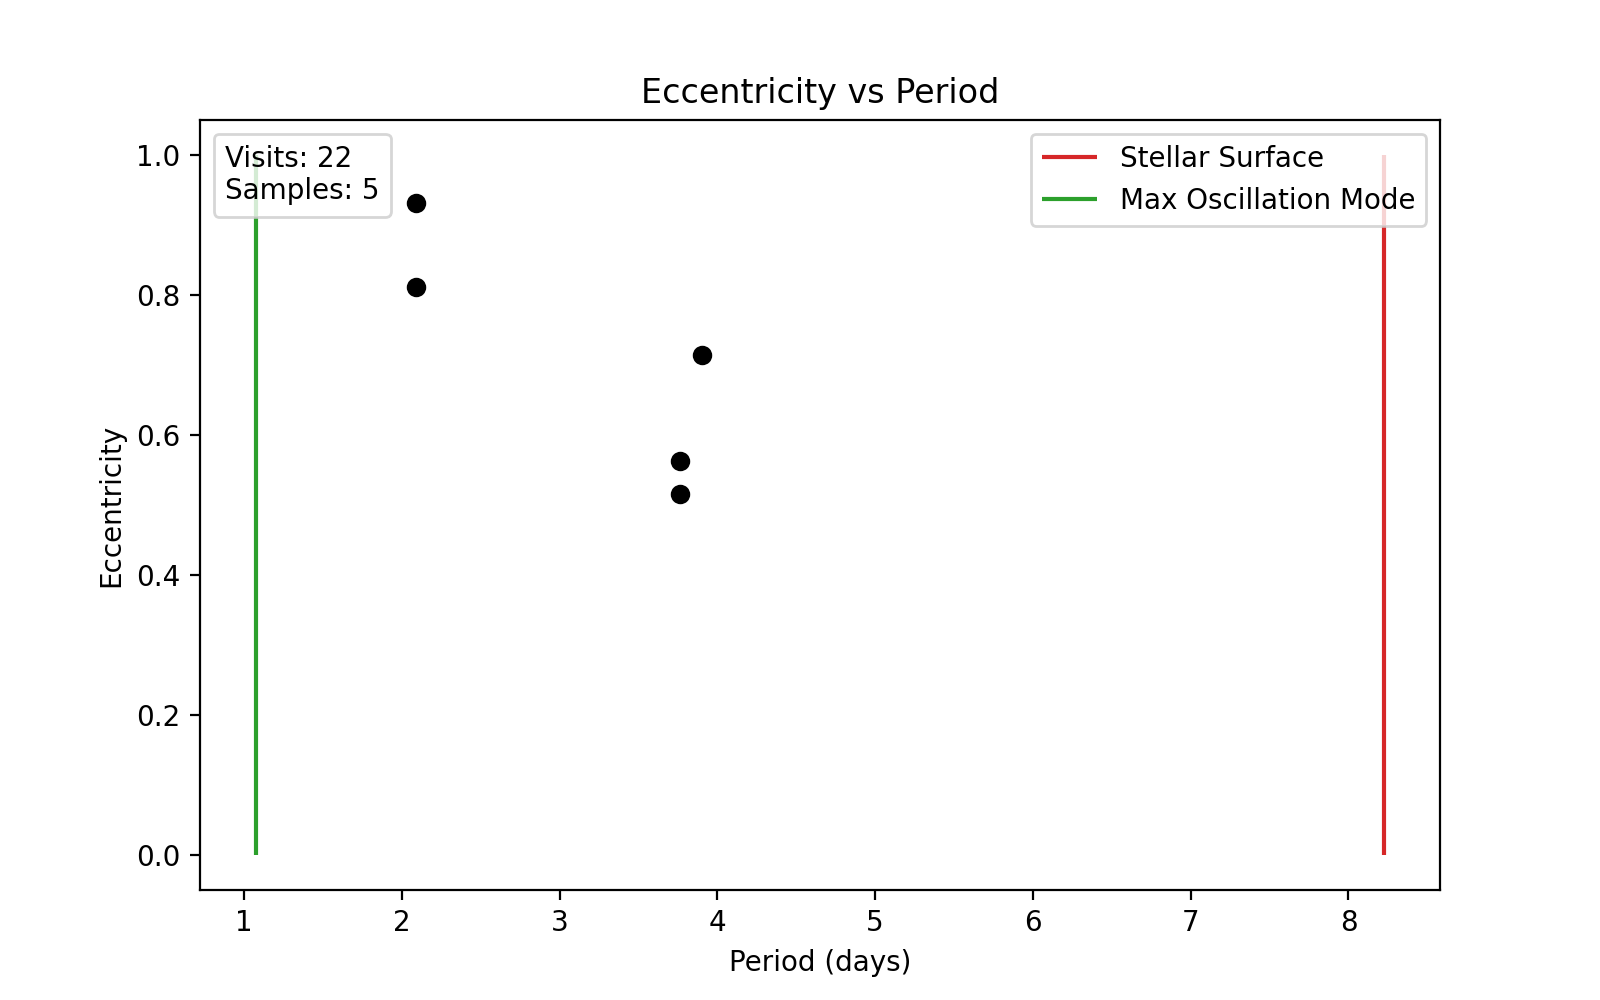 Eccentricity vs Period
Visits: 22
Samples: 5
Stellar Surface
Max Oscillation Mode
Eccentricity
1.0
0.8
0.6
0.4
0.2
0.0
1 2 3 4 5 6 7 8
Period (days)